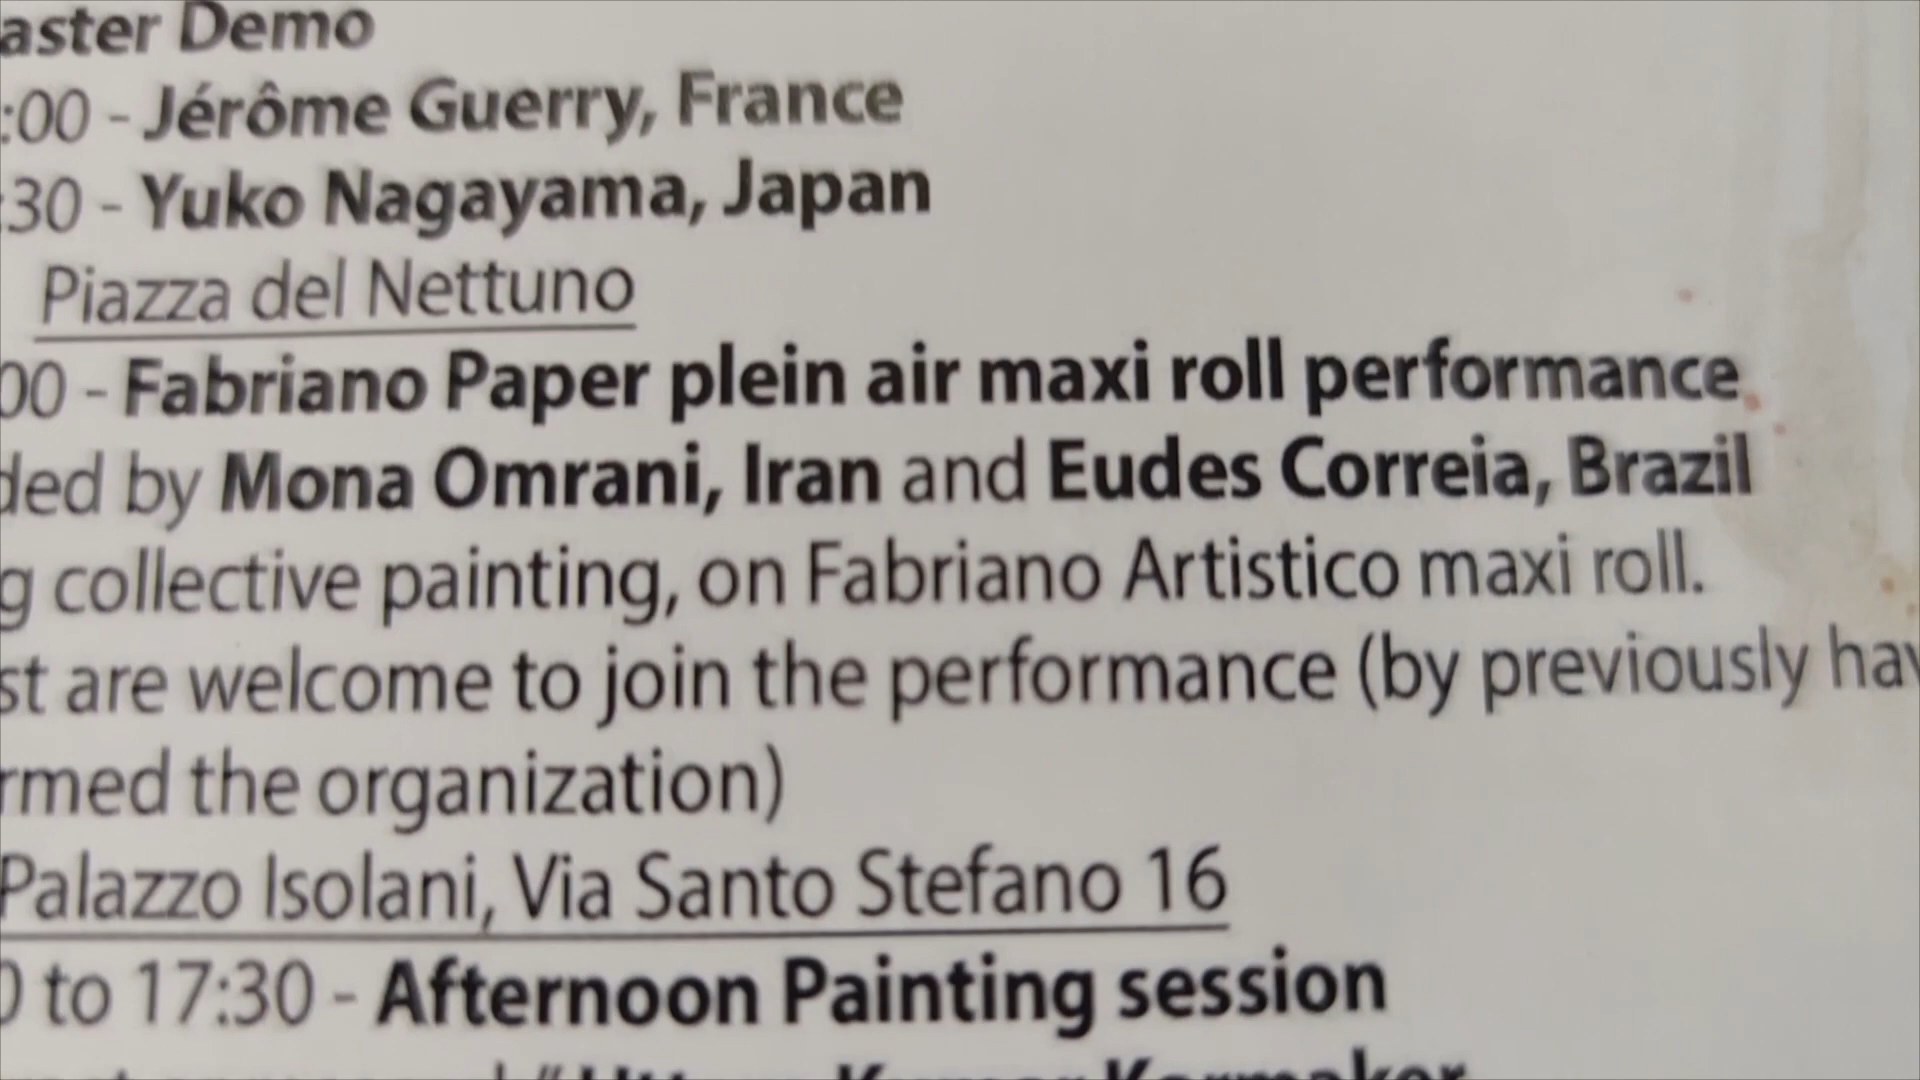 aster Demo
:00 - Jérôme Guerry, France
:30 - Yuko Nagayama, Japan
Piazza del Nettuno
00 - Fabriano Paper plein air maxi roll performance
ded by Mona Omrani, Iran and Eudes Correia, Brazil
g collective painting, on Fabriano Artistico maxi roll.
st are welcome to join the performance (by previously hav
rmed the organization)
Palazzo Isolani, Via Santo Stefano 16
0 to 17:30 - Afternoon Painting session
Kumar Karmaker